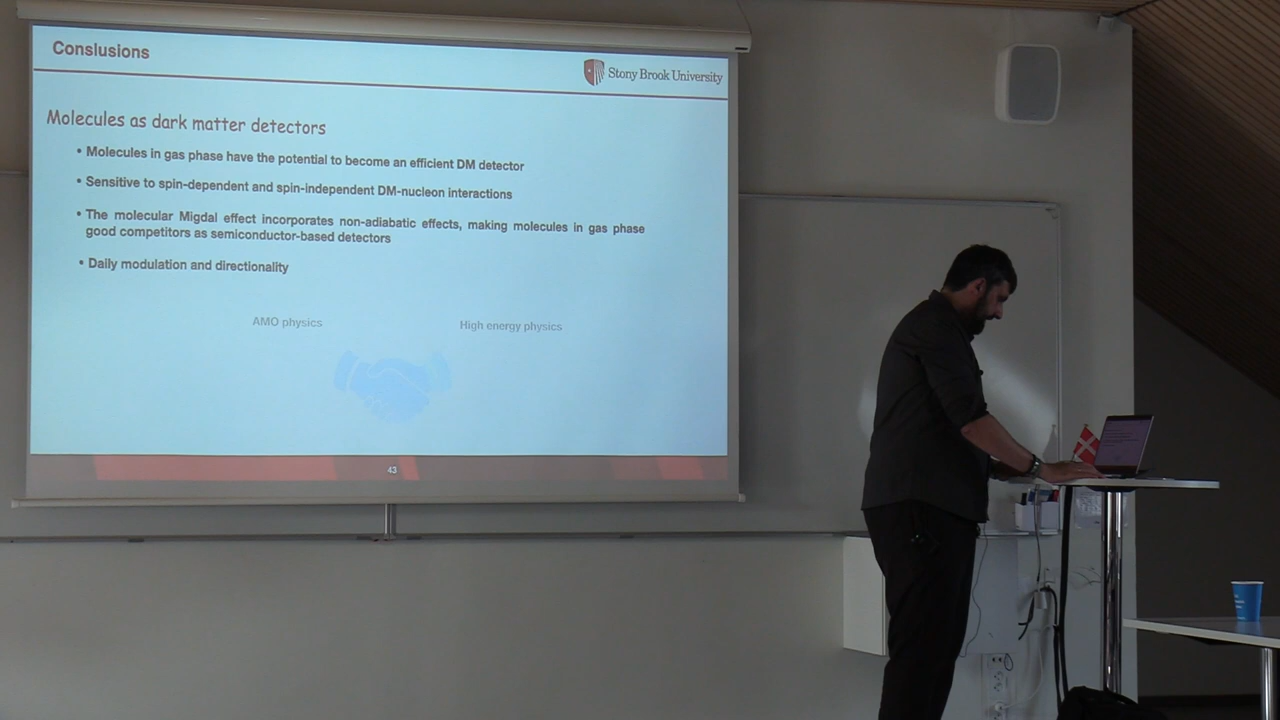 Conslusions
Stony Brook University
Molecules as dark matter detectors
• Molecules in gas phase have the potential to become an efficient DM detector
• Sensitive to spin-dependent and spin-independent DM-nucleon interactions
• The molecular Migdal effect incorporates non-adiabatic effects, making molecules in gas phase
good competitors as semiconductor-based detectors
• Daily modulation and directionality
AMO physics
High energy physics
43